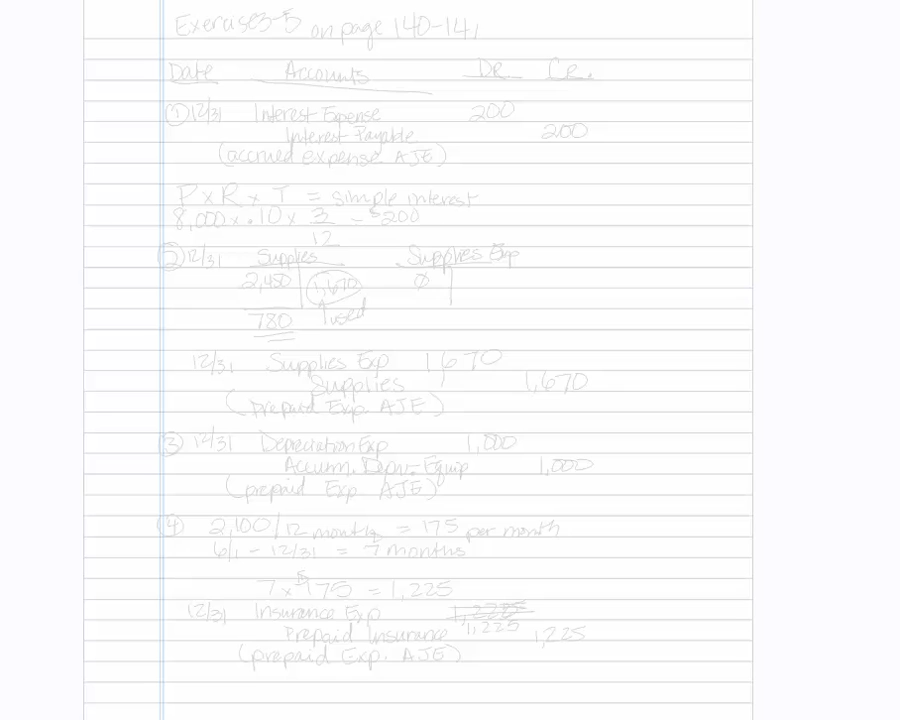 Exercise 3-5 on page 140-141
Date Accounts DR. CR.
① 12/31 Interest Expense 200
Interest Payable 200
(accrued expense AJE)
P x R x T = simple interest
8,000 x .10 x 3/12 = $200
② 12/31 Supplies Supplies Exp
2,450 1,670 0
780 ↑used
12/31 Supplies Exp 1,670
Supplies 1,670
(prepaid Exp AJE)
③ 12/31 Depreciation Exp 1,000
Accum. Depr.- Equip 1,000
(prepaid Exp AJE)
④ 2,100/12 months = 175 per month
6/1 - 12/31 = 7 months
7 x $175 = 1,225
12/31 Insurance Exp
Prepaid Insurance 1,225 1,225
(prepaid Exp. AJE)